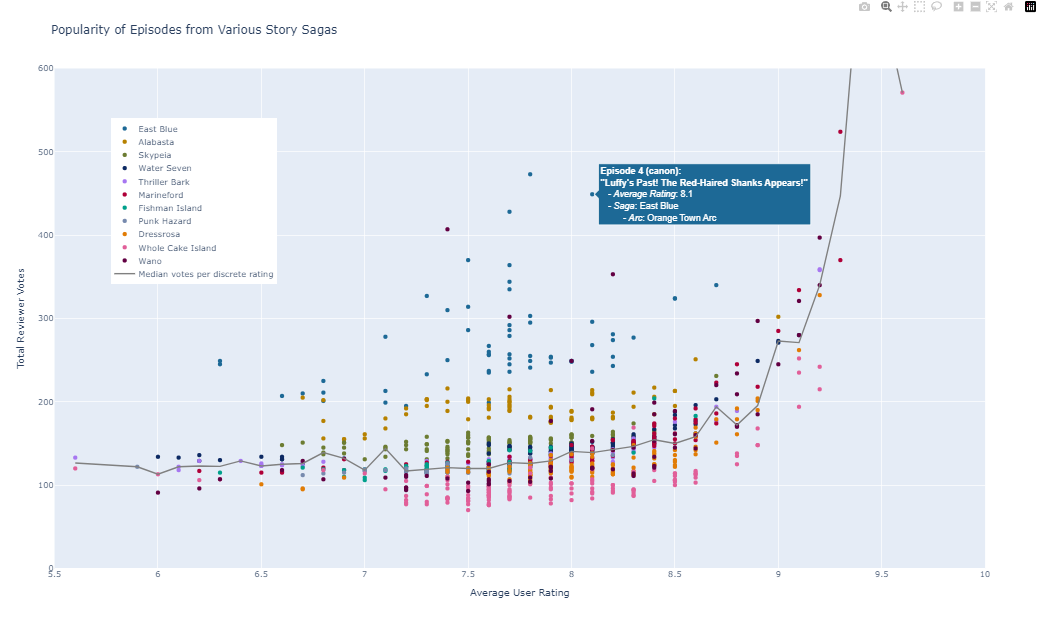 Popularity of Episodes from Various Story Sagas
600
500
400
300
200
100
0
Total Reviewer Votes
East Blue
Alabasta
Skypeia
Water Seven
Thriller Bark
Marineford
Fishman Island
Punk Hazard
Dressrosa
Whole Cake Island
Wano
Median votes per discrete rating
Episode 4 (canon):
"Luffy's Past! The Red-Haired Shanks Appears!"
- Average Rating: 8.1
- Saga: East Blue
- Arc: Orange Town Arc
5.5 6 6.5 7 7.5 8 8.5 9 9.5 10
Average User Rating